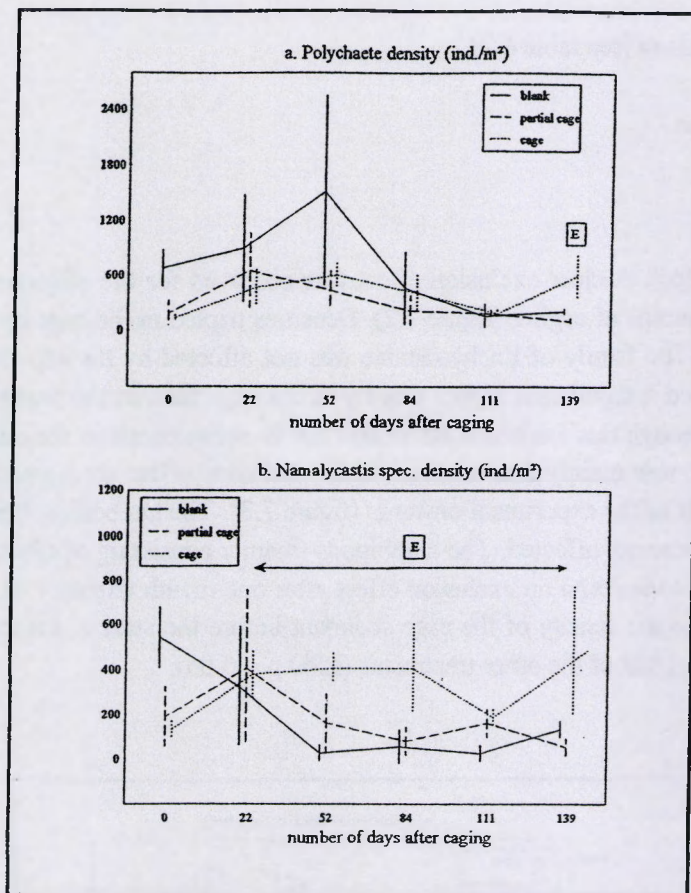 a. Polychaete density (ind./m²)
2400
1800
1200
600
0
blank
partial cage
cage
E
0 22 52 84 111 139
number of days after caging
b. Namalycastis spec. density (ind./m²)
1200
1000
800
600
400
200
0
blank
partial cage
cage
E
0 22 52 84 111 139
number of days after caging